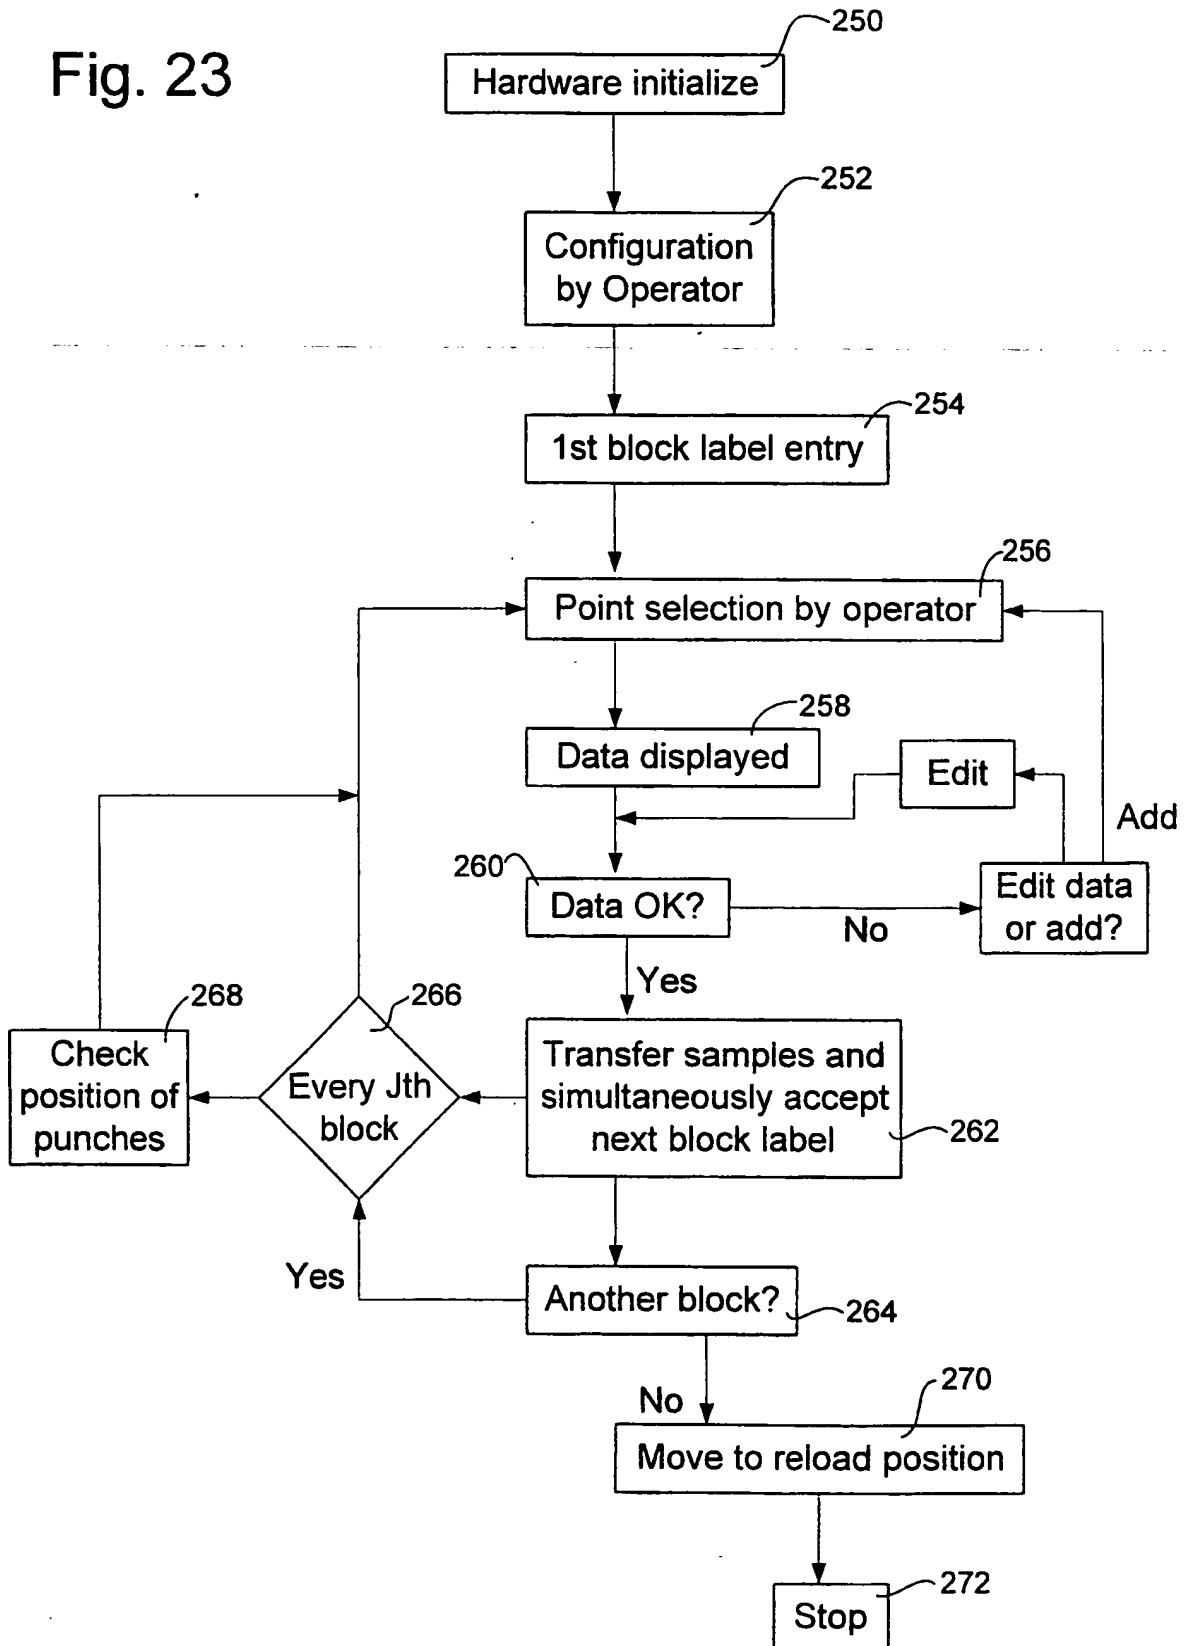 Fig. 23
250
Hardware initialize
252
Configuration
by Operator
254
1st block label entry
256
Point selection by operator
258
Data displayed
Edit
Add
260
Data OK?
No
Edit data
or add?
Yes
268
266
Check
position of
punches
Every Jth
block
Transfer samples and
simultaneously accept
next block label
262
Yes
Another block?
264
No
270
Move to reload position
272
Stop